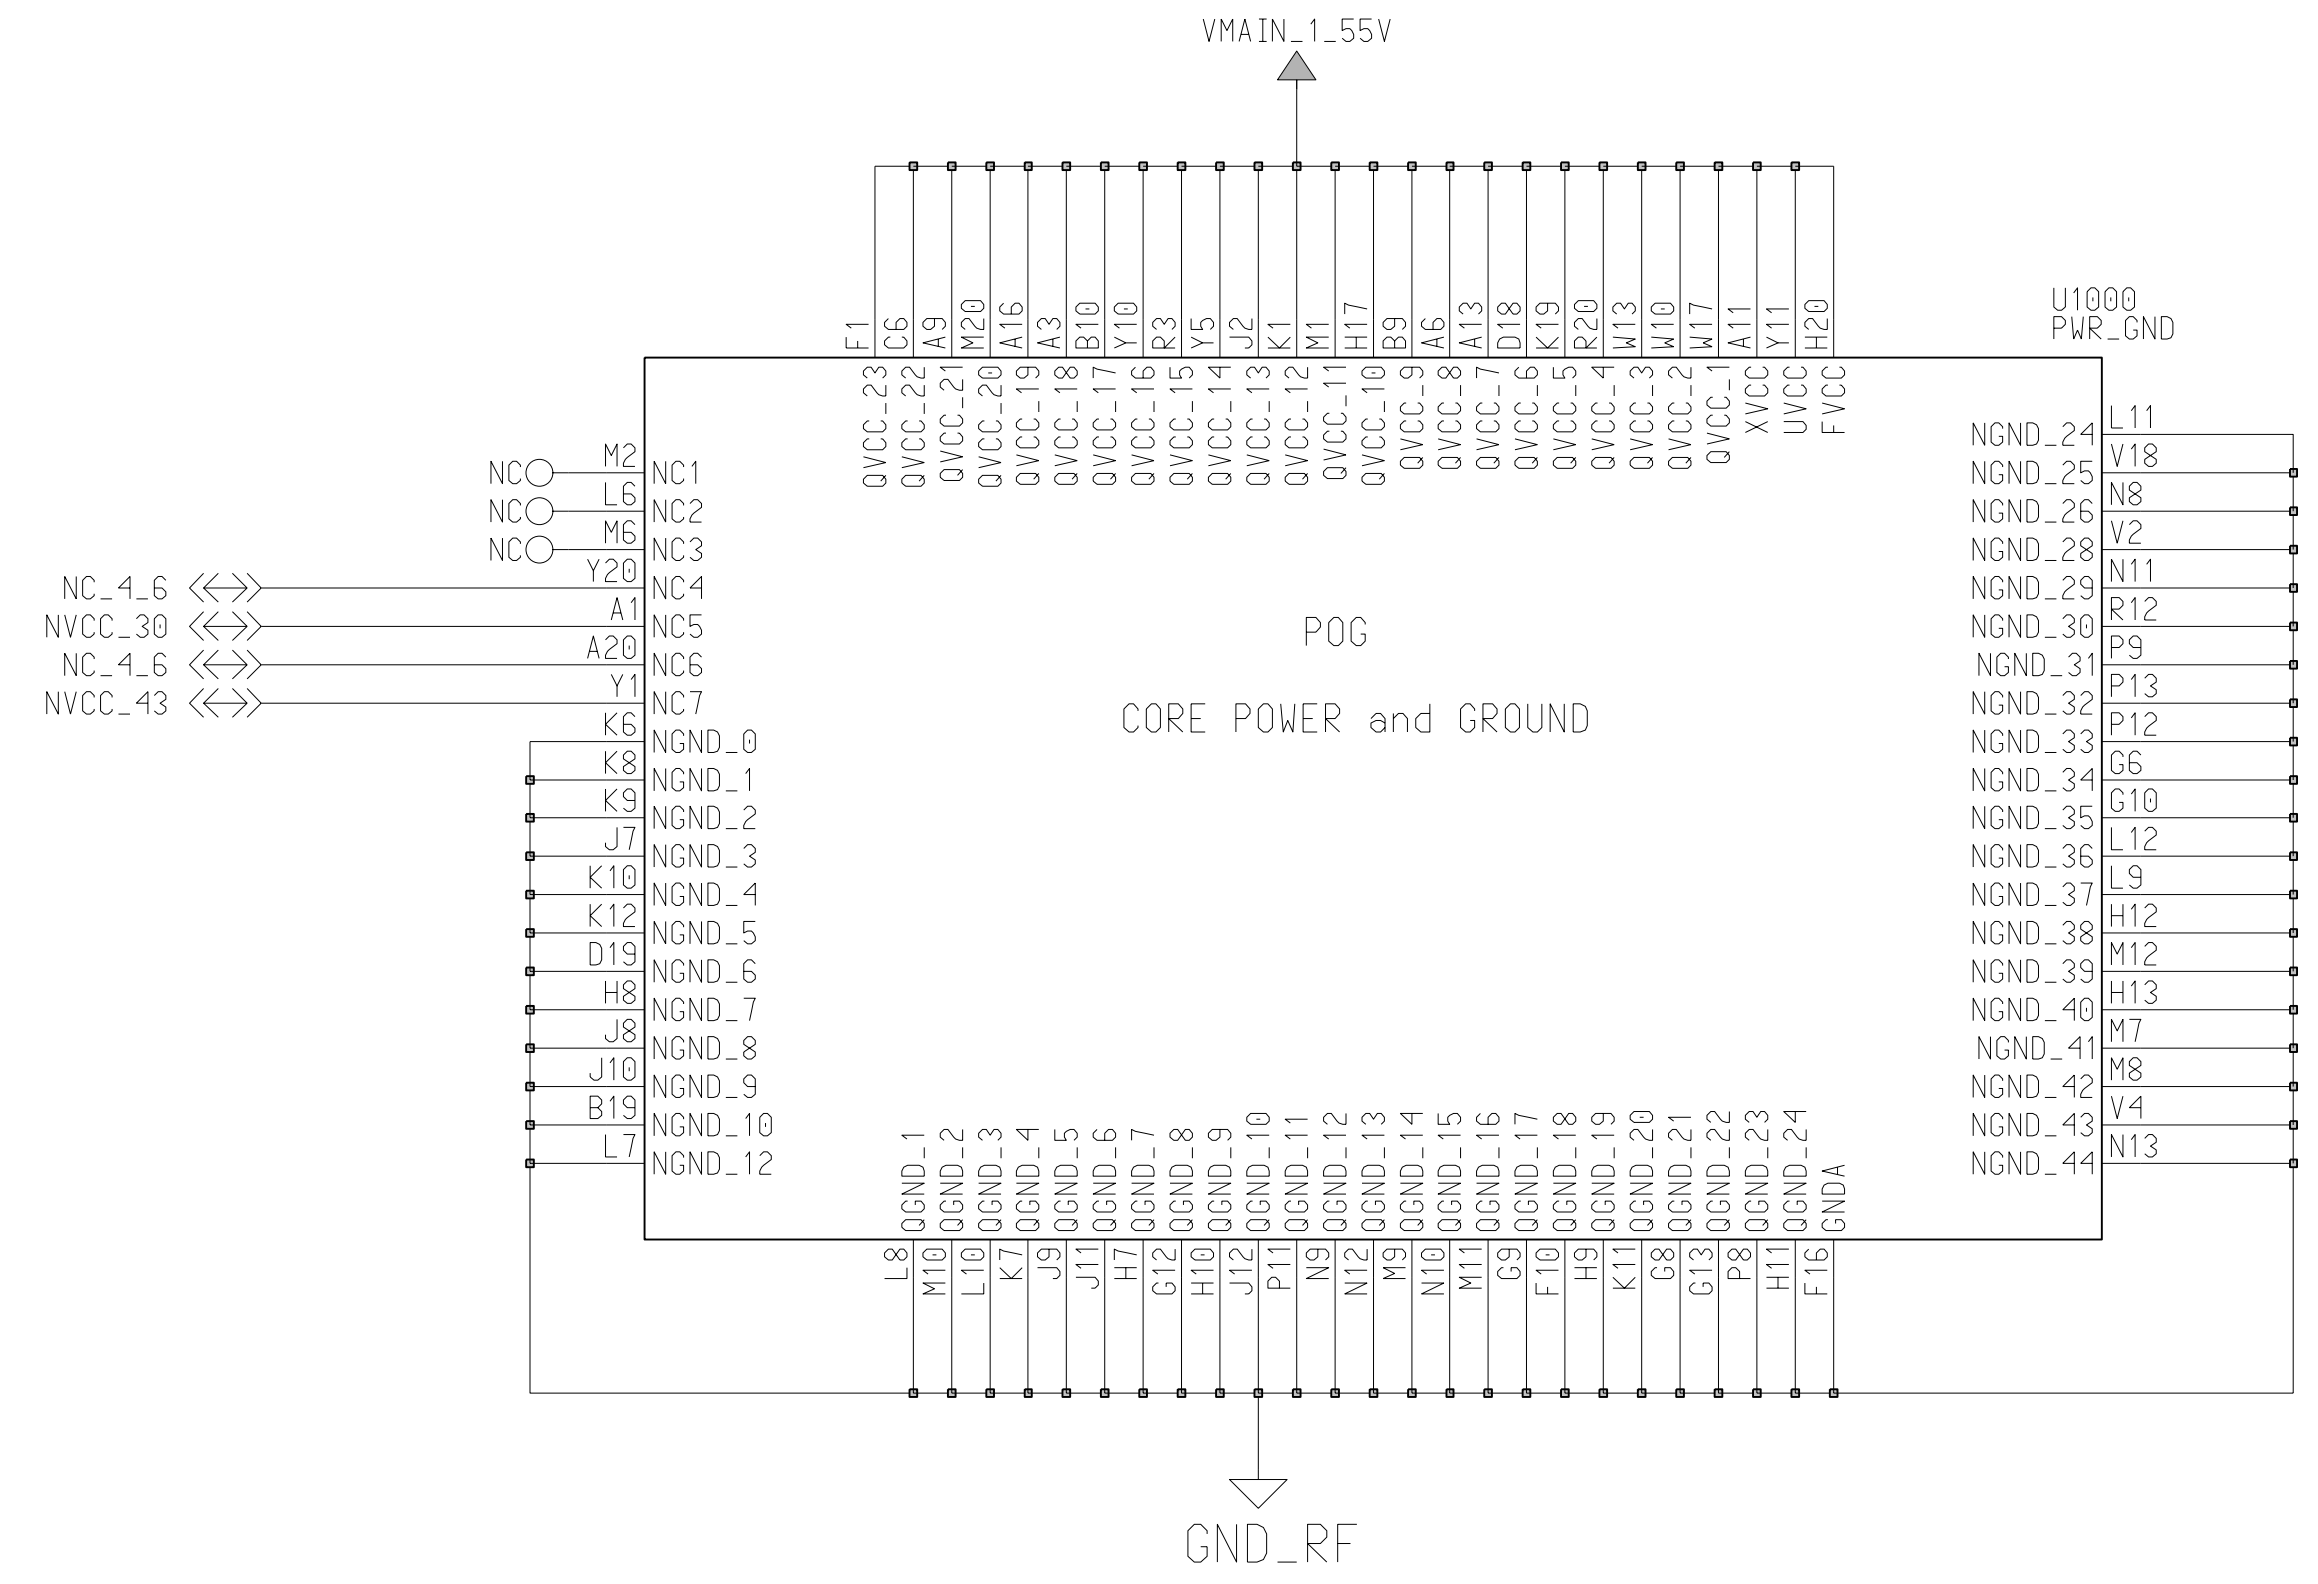 VMAIN_1_55V
U1000
PWR_GND
F1
C6
A9
M20
A16
A3
B10
Y10
R3
Y5
J2
K1
M1
H17
B9
A6
A13
D18
K19
R20
W13
W10
W17
A11
Y11
H20
QVCC_23
QVCC_22
QVCC_21
QVCC_20
QVCC_19
QVCC_18
QVCC_17
QVCC_16
QVCC_15
QVCC_14
QVCC_13
QVCC_12
QVCC_11
QVCC_10
QVCC_9
QVCC_8
QVCC_7
QVCC_6
QVCC_5
QVCC_4
QVCC_3
QVCC_2
QVCC_1
XVCC
UVCC
FVCC
NC M2 NC1
NC L6 NC2
NC M6 NC3
NC_4_6 Y20 NC4
NVCC_30 A1 NC5
NC_4_6 A20 NC6
NVCC_43 Y1 NC7
K6 NGND_0
K8 NGND_1
K9 NGND_2
J7 NGND_3
K10 NGND_4
K12 NGND_5
D19 NGND_6
H8 NGND_7
J8 NGND_8
J10 NGND_9
B19 NGND_10
L7 NGND_12
POG
CORE POWER and GROUND
NGND_24 L11
NGND_25 V18
NGND_26 N8
NGND_28 V2
NGND_29 N11
NGND_30 R12
NGND_31 P9
NGND_32 P13
NGND_33 P12
NGND_34 G6
NGND_35 G10
NGND_36 L12
NGND_37 L9
NGND_38 H12
NGND_39 M12
NGND_40 H13
NGND_41 M7
NGND_42 M8
NGND_43 V4
NGND_44 N13
QGND_1
QGND_2
QGND_3
QGND_4
QGND_5
QGND_6
QGND_7
QGND_8
QGND_9
QGND_10
QGND_11
QGND_12
QGND_13
QGND_14
QGND_15
QGND_16
QGND_17
QGND_18
QGND_19
QGND_20
QGND_21
QGND_22
QGND_23
QGND_24
GNDA
L8
M10
L10
K7
J9
J11
H7
G12
H10
J12
P11
N9
N12
M9
N10
M11
G9
F10
H9
K11
G8
G13
P8
H11
F16
GND_RF